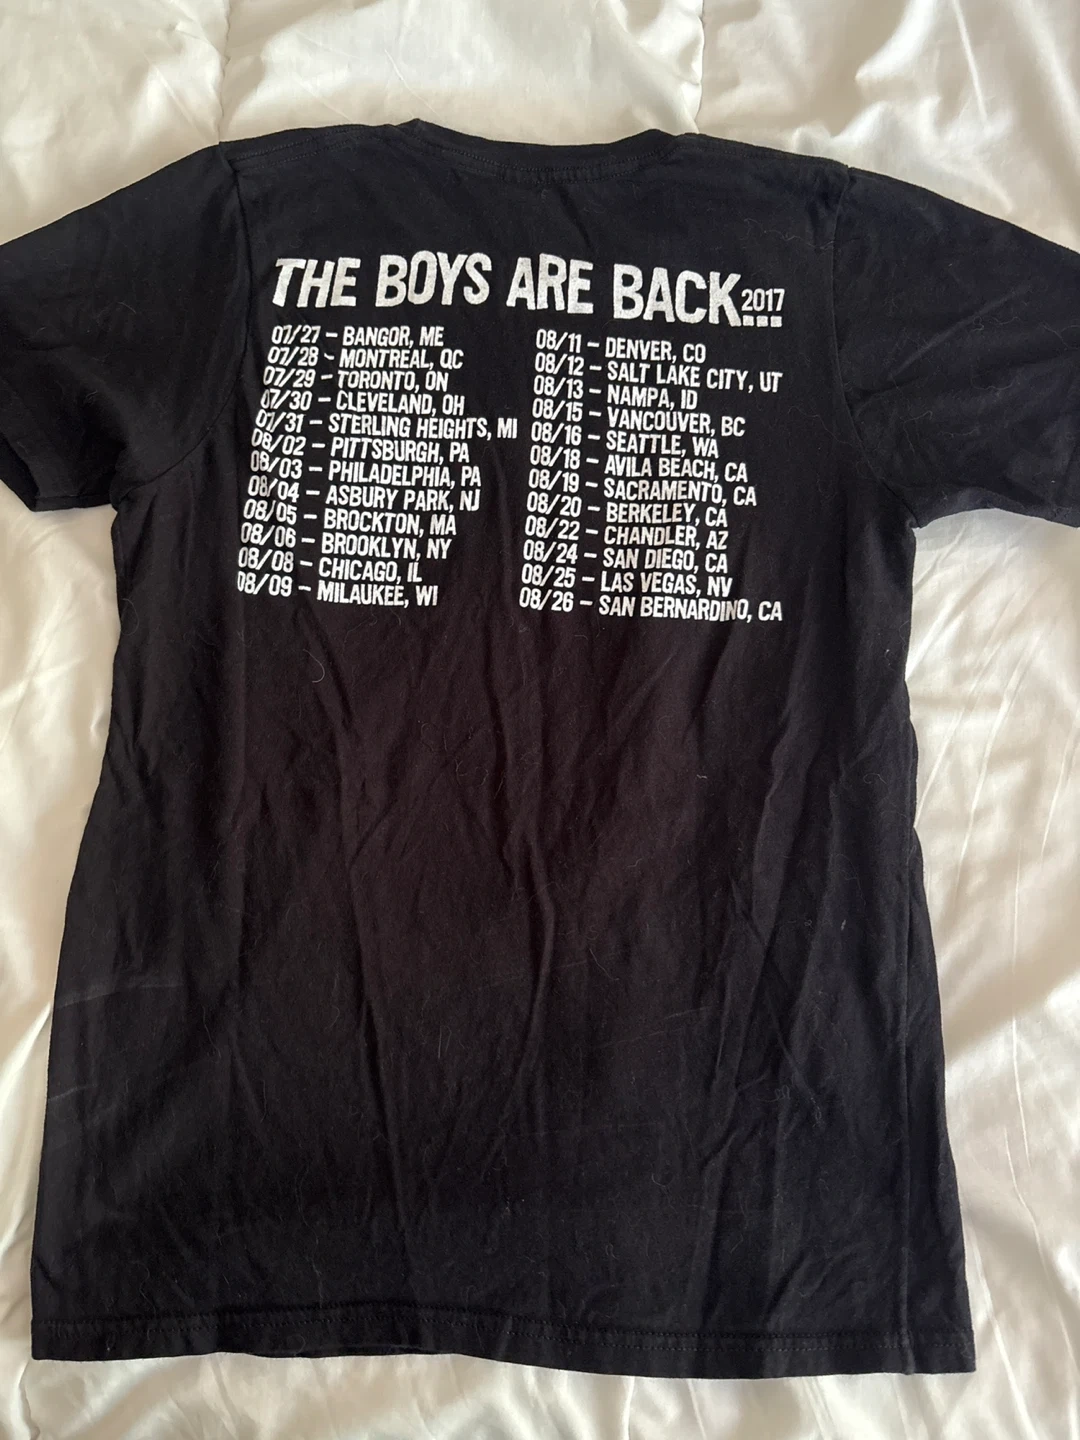 THE BOYS ARE BACK...2017
07/27 – BANGOR, ME
07/28 – MONTREAL, QC
07/29 – TORONTO, ON
07/30 – CLEVELAND, OH
07/31 – STERLING HEIGHTS, MI
08/02 – PITTSBURGH, PA
08/03 – PHILADELPHIA, PA
08/04 – ASBURY PARK, NJ
08/05 – BROCKTON, MA
08/06 – BROOKLYN, NY
08/08 – CHICAGO, IL
08/09 – MILAUKEE, WI
08/11 – DENVER, CO
08/12 – SALT LAKE CITY, UT
08/13 – NAMPA, ID
08/15 – VANCOUVER, BC
08/16 – SEATTLE, WA
08/18 – AVILA BEACH, CA
08/19 – SACRAMENTO, CA
08/20 – BERKELEY, CA
08/22 – CHANDLER, AZ
08/24 – SAN DIEGO, CA
08/25 – LAS VEGAS, NV
08/26 – SAN BERNARDINO, CA